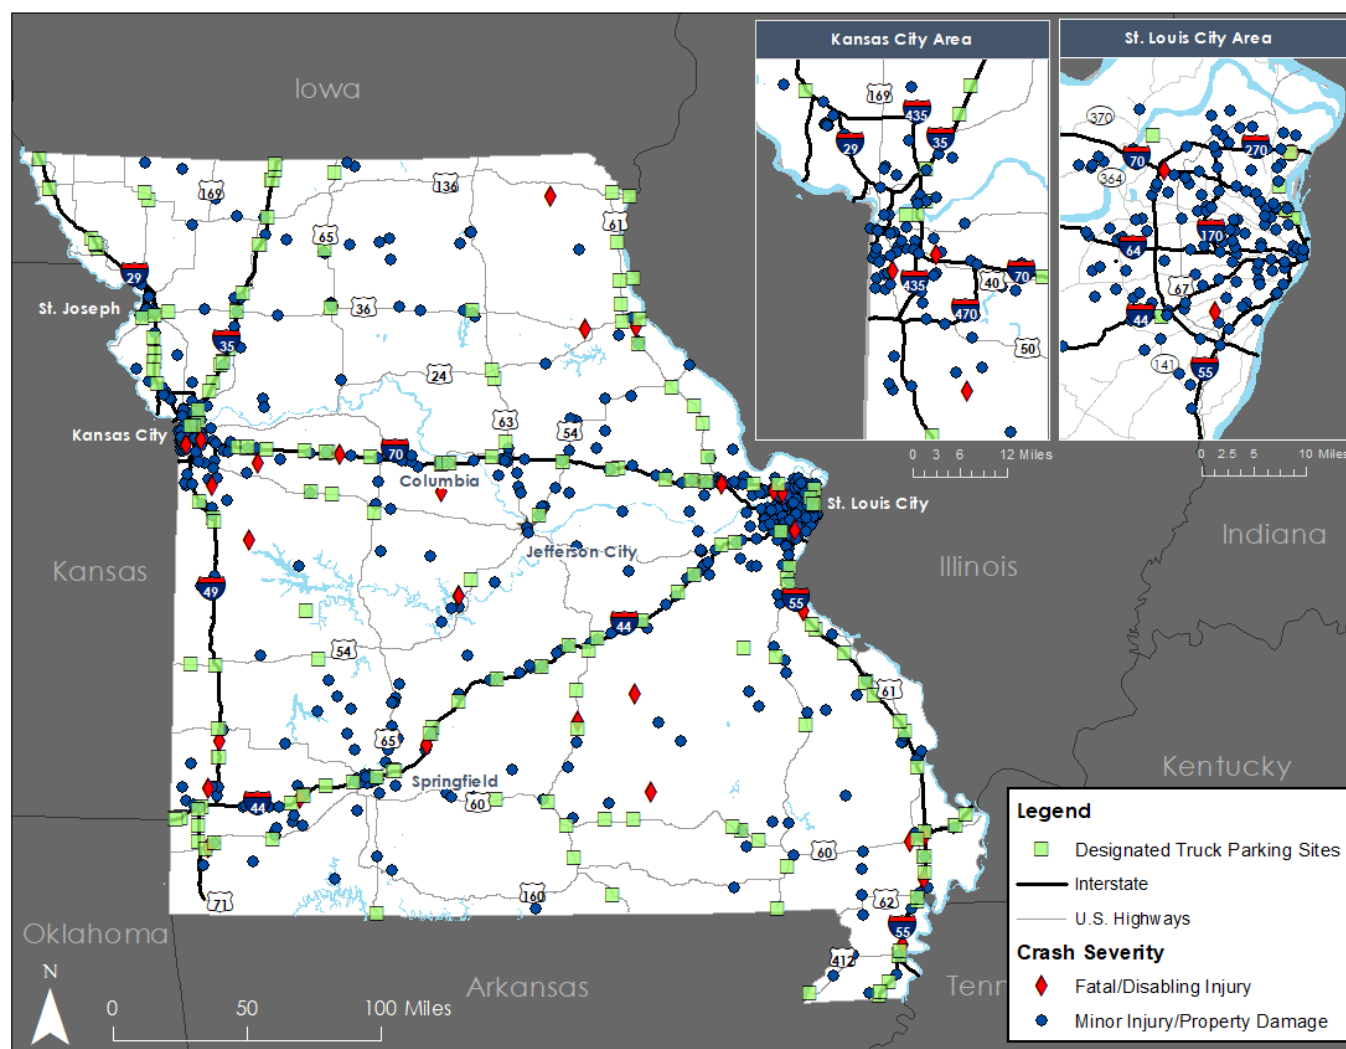 Kansas City Area
St. Louis City Area
Iowa
169
435
35
29
435
40
70
470
50
0 3 6 12 Miles
370
70
270
364
170
64
67
44
141
55
0 2.5 5 10 Miles
169
136
65
61
29
St. Joseph
36
35
24
63
54
Kansas City
70
Columbia
St. Louis City
Jefferson City
Indiana
Illinois
Kansas
49
55
44
54
61
65
Springfield
Kentucky
44
60
60
71
160
62
55
412
Oklahoma
Arkansas
Tenn
N
0 50 100 Miles
Legend
Designated Truck Parking Sites
Interstate
U.S. Highways
Crash Severity
Fatal/Disabling Injury
Minor Injury/Property Damage